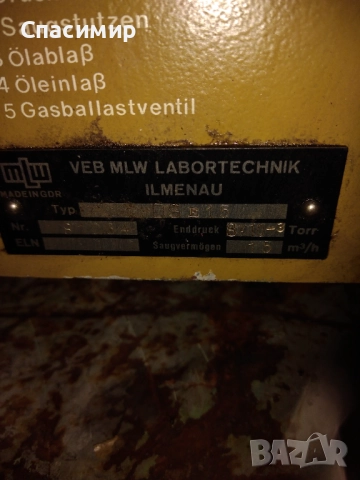 Спасимир
Saugstutzen
Ölablaß
4 Öleinlaß
5 Gasballastventil
mlw
MADE IN GDR
VEB MLW LABORTECHNIK
ILMENAU
Typ
Nr. Enddruck Torr
ELN Saugvermögen m³/h
BAZAR